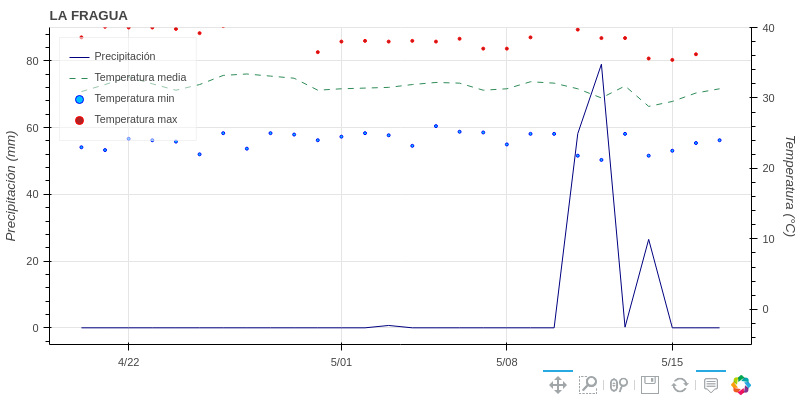 LA FRAGUA
Precipitación
Temperatura media
Temperatura min
Temperatura max
Precipitación (mm)
80
60
40
20
0
Temperatura (°C)
40
30
20
10
0
4/22
5/01
5/08
5/15